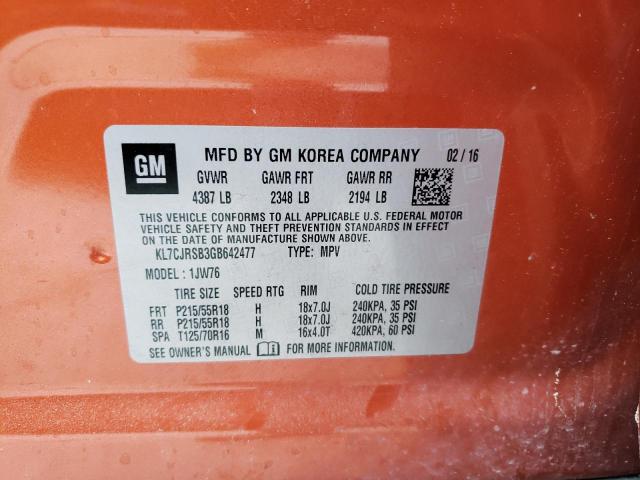 GM MFD BY GM KOREA COMPANY 02 / 16
GVWR GAWR FRT GAWR RR
4387 LB 2348 LB 2194 LB
THIS VEHICLE CONFORMS TO ALL APPLICABLE U.S. FEDERAL MOTOR
VEHICLE SAFETY AND THEFT PREVENTION STANDARDS IN EFFECT
ON THE DATE OF MANUFACTURE SHOWN ABOVE.
KL7CJRSB3GB642477 TYPE: MPV
MODEL : 1JW76
TIRE SIZE SPEED RTG RIM COLD TIRE PRESSURE
FRT P215/55R18 H 18x7.0J 240KPA, 35 PSI
RR P215/55R18 H 18x7.0J 240KPA, 35 PSI
SPA T125/70R16 M 16x4.0T 420KPA, 60 PSI
SEE OWNER'S MANUAL FOR MORE INFORMATION.